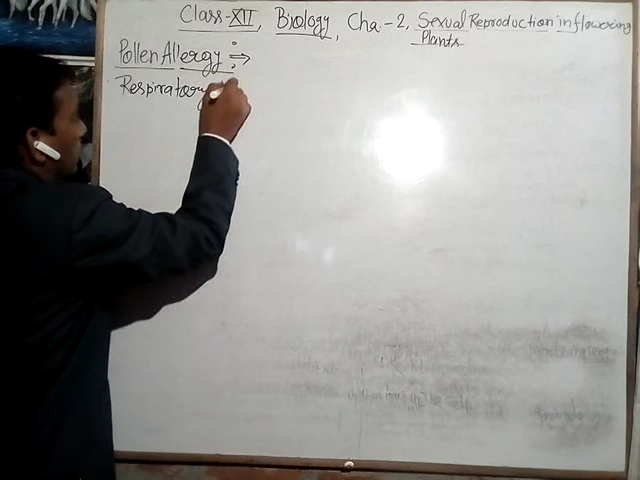 Class-XII, Biology, Cha-2, Sexual Reproduction in flowering
Plants
Pollen Allergy ⇒
Respiratory